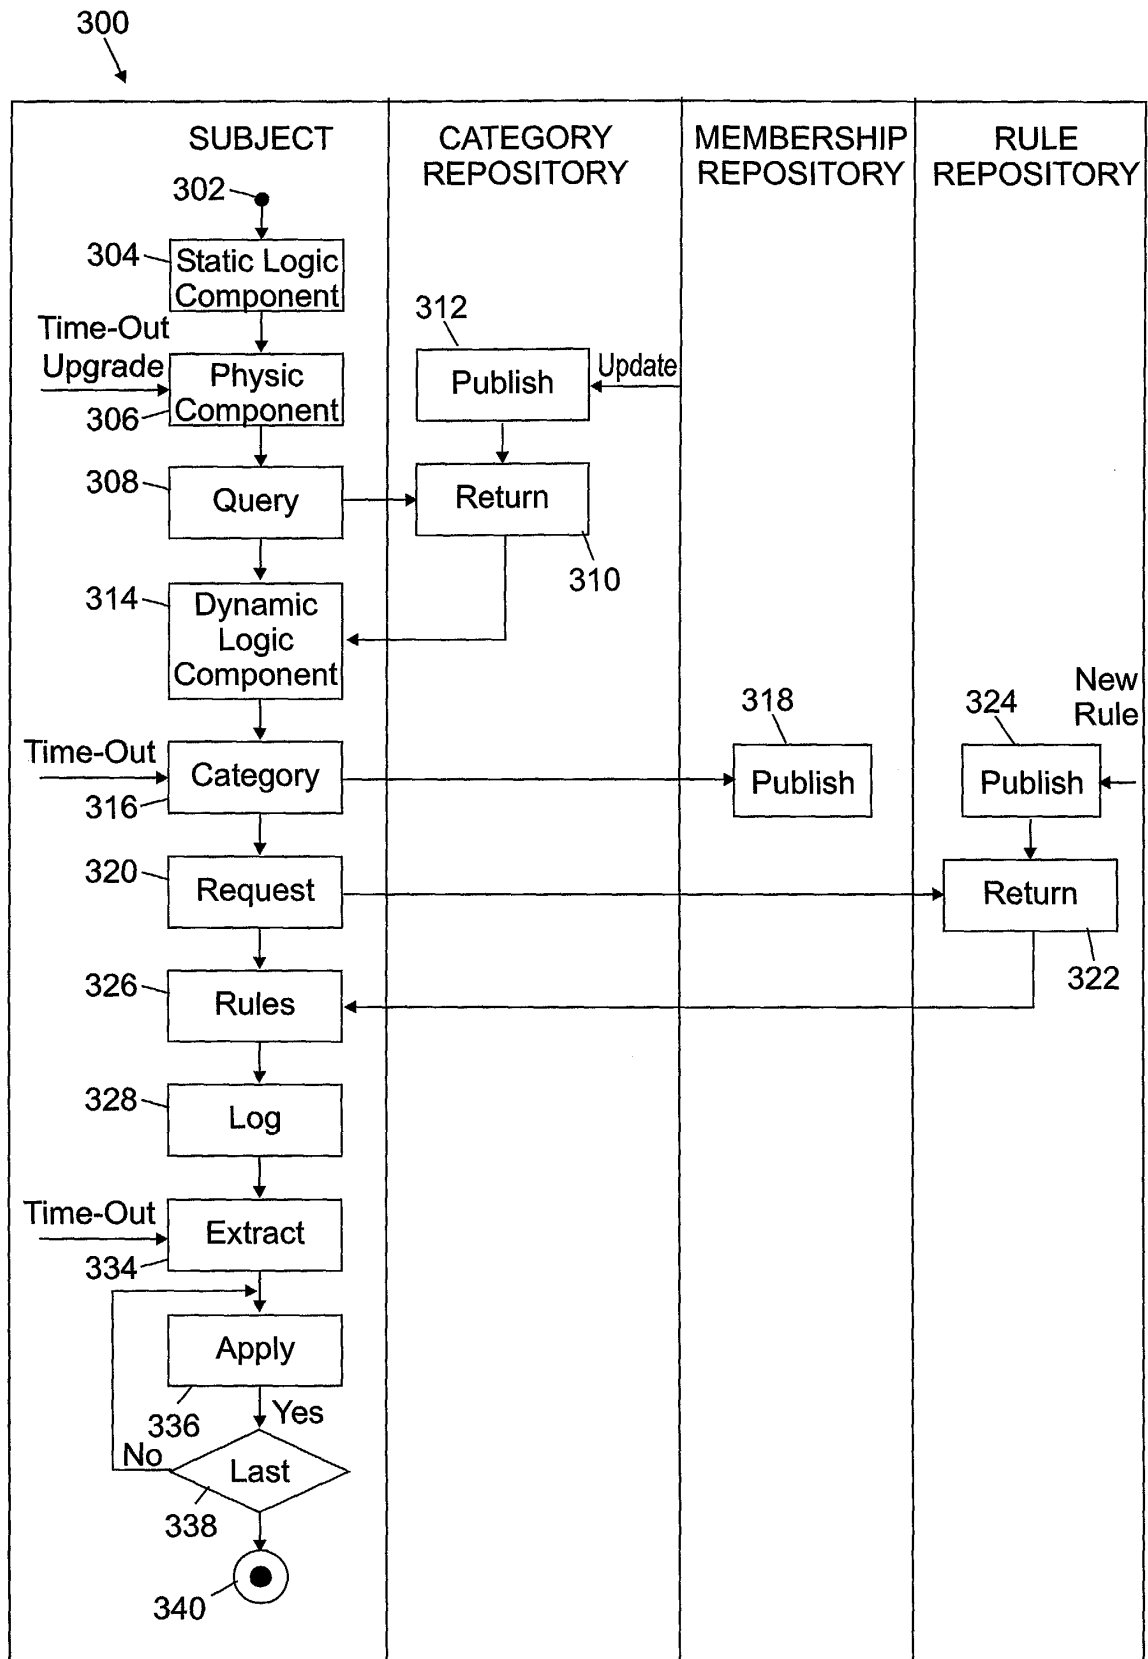 300
SUBJECT
CATEGORY
REPOSITORY
MEMBERSHIP
REPOSITORY
RULE
REPOSITORY
302
304
Static Logic
Component
Time-Out
Upgrade
306
Physic
Component
312
Publish
Update
308
Query
Return
310
314
Dynamic
Logic
Component
Time-Out
316
Category
318
Publish
324
New
Rule
Publish
320
Request
Return
322
326
Rules
328
Log
Time-Out
334
Extract
Apply
336
Yes
No
Last
338
340